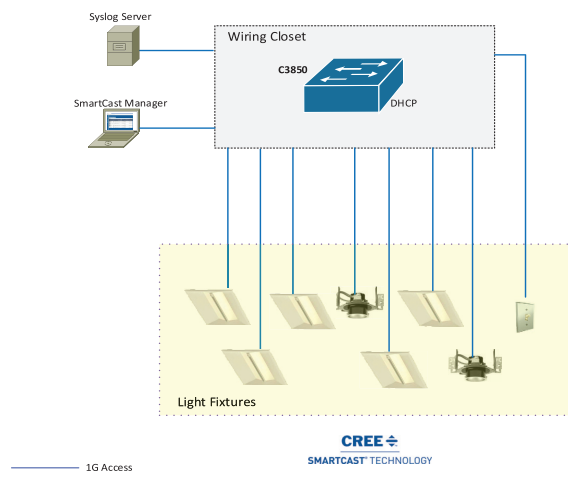 Syslog Server
Wiring Closet
C3850
DHCP
SmartCast Manager
Light Fixtures
CREE
SMARTCAST® TECHNOLOGY
1G Access